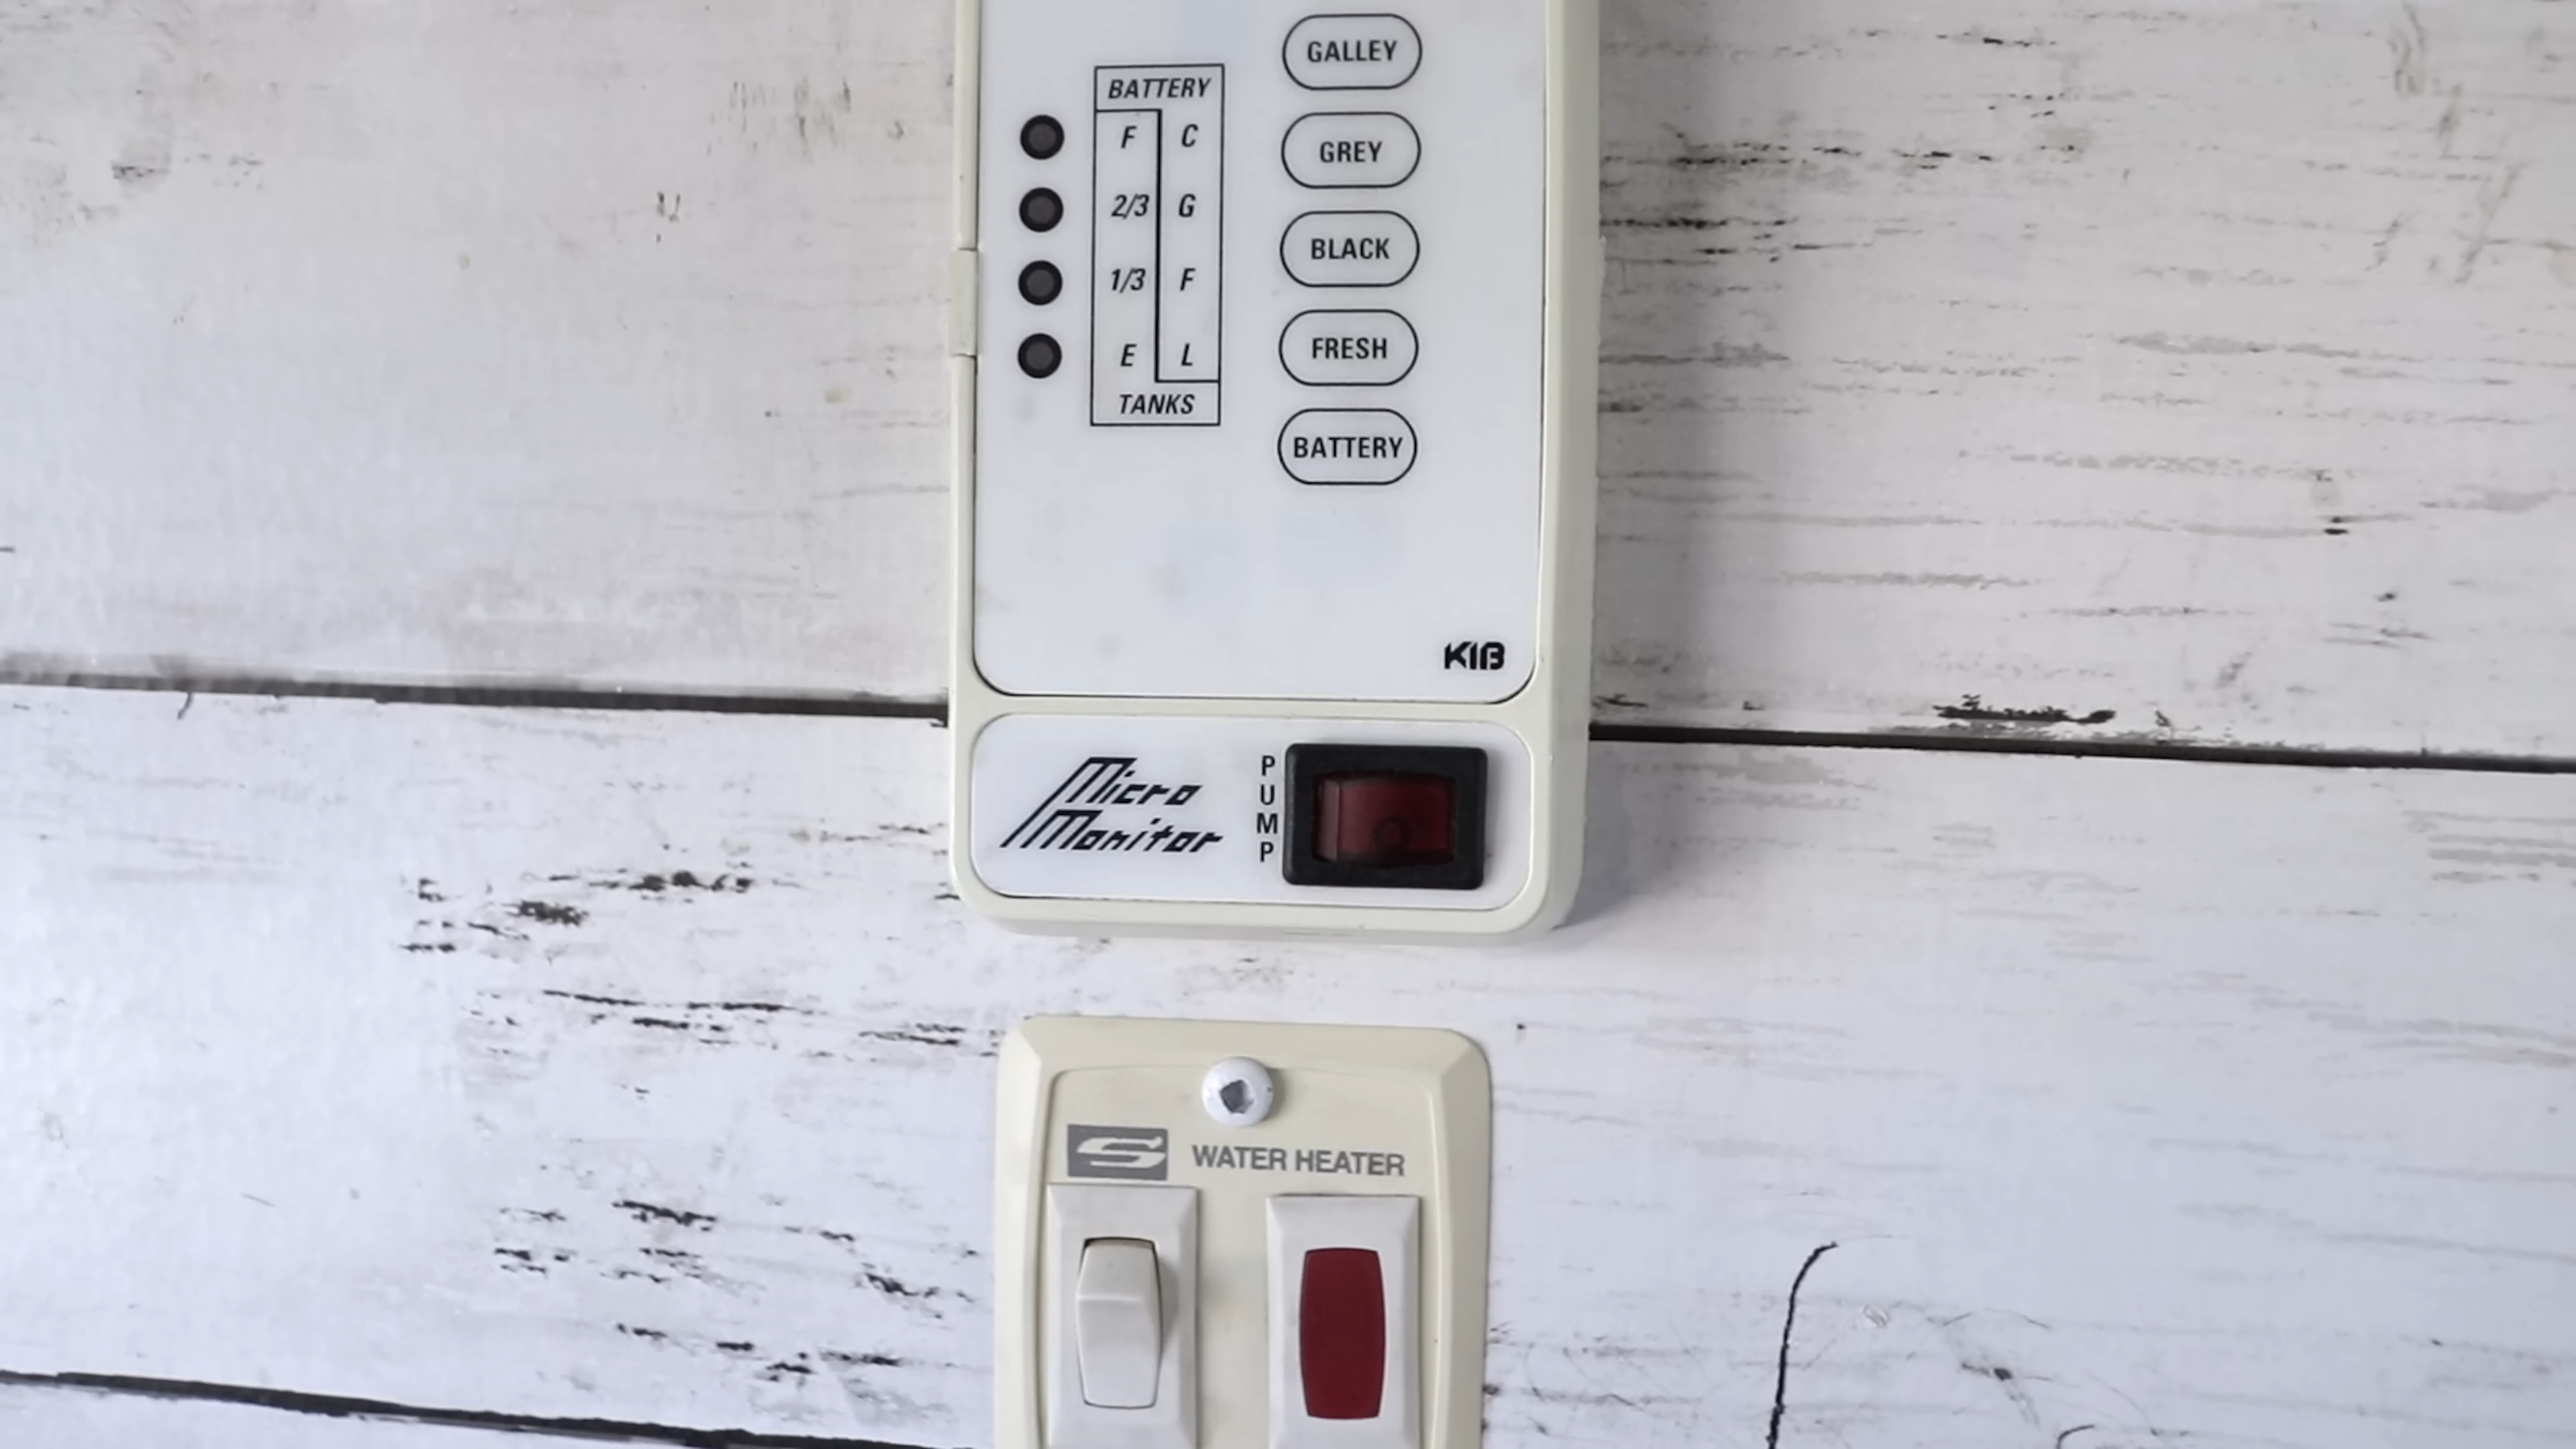 BATTERY
F C
2/3 G
1/3 F
E L
TANKS
GALLEY
GREY
BLACK
FRESH
BATTERY
KIB
Micro
Monitor
PUMP
WATER HEATER